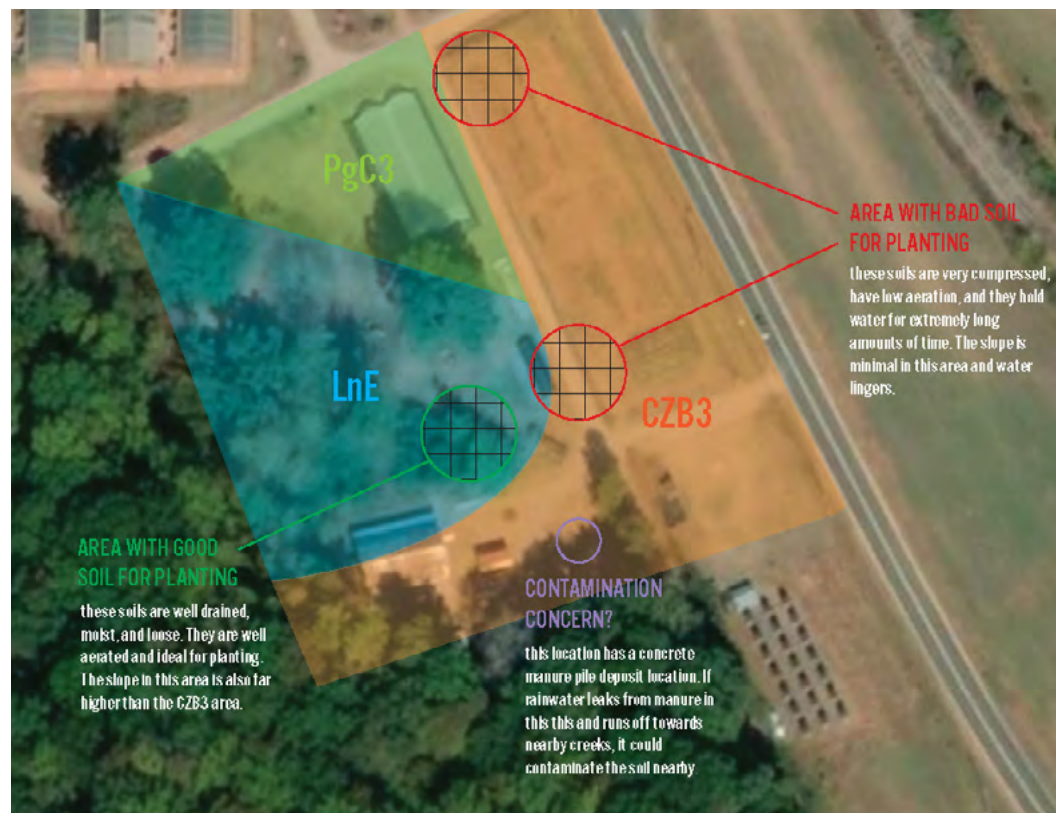 PgC3
LnE
CZB3
AREA WITH BAD SOIL
FOR PLANTING
these soils are very compressed,
have low aeration, and they hold
water for extremely long
amounts of time. The slope is
minimal in this area and water
lingers.
AREA WITH GOOD
SOIL FOR PLANTING
these soils are well drained,
moist, and loose. They are well
aerated and ideal for planting.
The slope in this area is also far
higher than the CZB3 area.
CONTAMINATION
CONCERN?
this location has a concrete
manure pile deposit location. If
rainwater leaks from manure in
this this and runs off towards
nearby creeks, it could
contaminate the soil nearby.